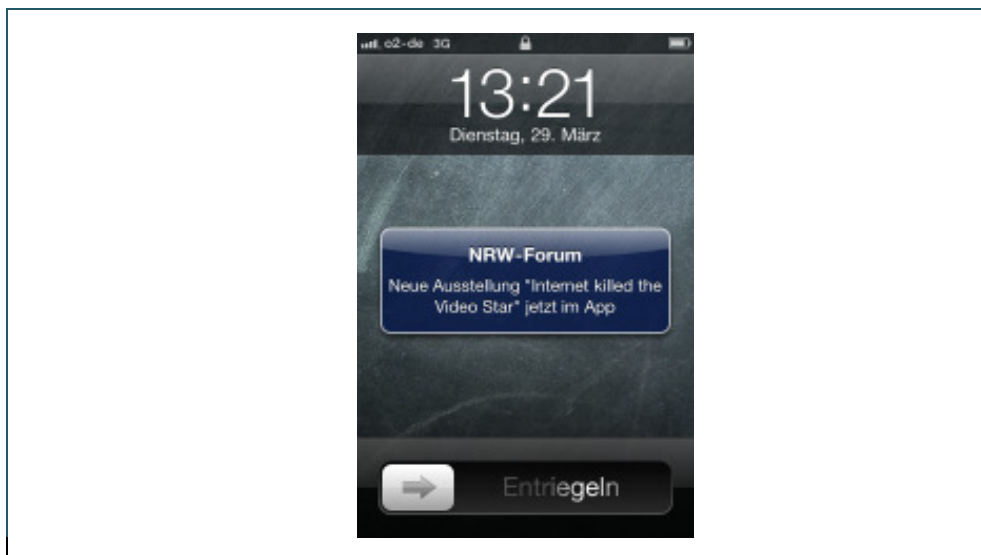 o2-de 3G
13:21
Dienstag, 29. März
NRW-Forum
Neue Ausstellung "Internet killed the
Video Star" jetzt im App
Entriegeln